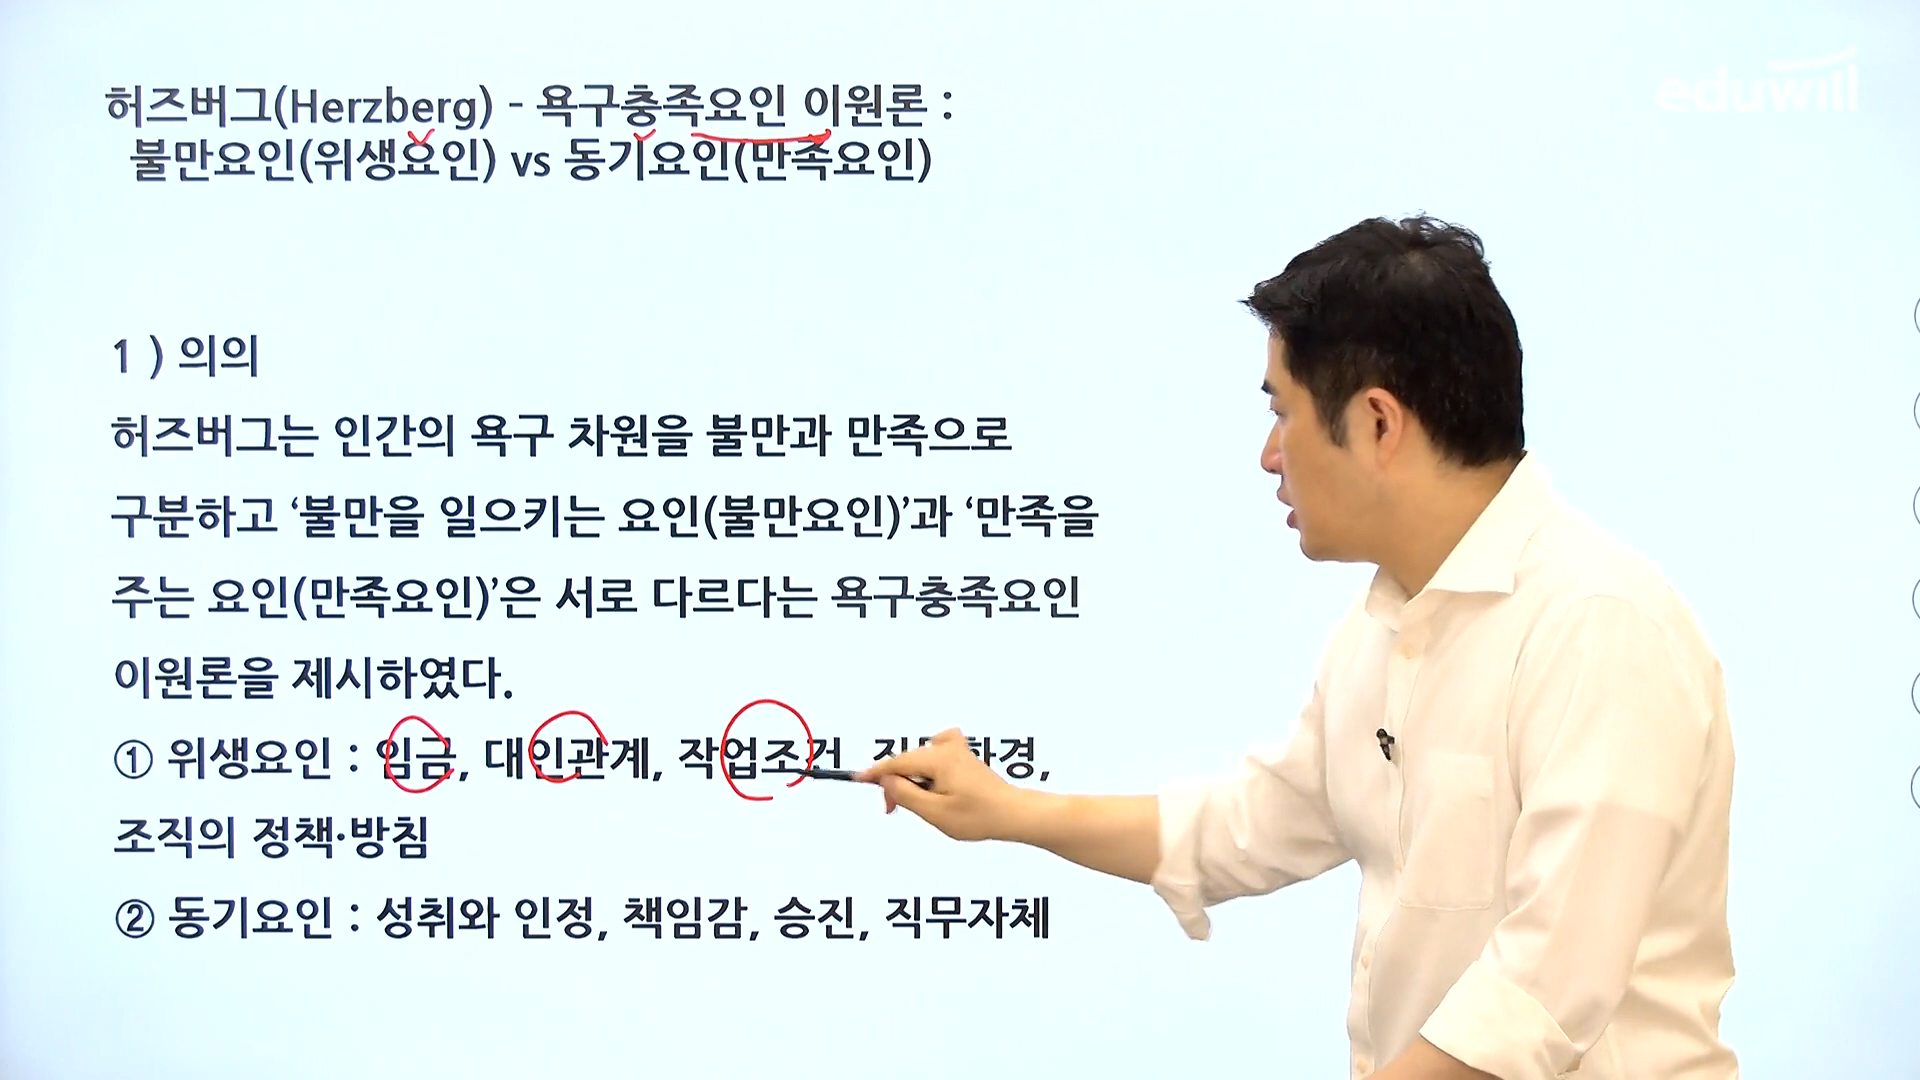 eduwill
허즈버그(Herzberg) - 욕구충족요인 이원론 :
불만요인(위생요인) vs 동기요인(만족요인)
1 ) 의의
허즈버그는 인간의 욕구 차원을 불만과 만족으로
구분하고 ‘불만을 일으키는 요인(불만요인)’과 ‘만족을
주는 요인(만족요인)’은 서로 다르다는 욕구충족요인
이원론을 제시하였다.
① 위생요인 : 임금, 대인관계, 작업조건,
조직의 정책·방침
② 동기요인 : 성취와 인정, 책임감, 승진, 직무자체